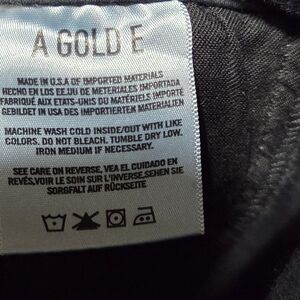 A GOLD E
MADE IN U.S.A OF IMPORTED MATERIALS
HECHO EN LOS EE.UU DE METERIALES IMPORTADA
FABRIQUÉ AUX ETATS-UNIS DU MATÉRIELS IMPORTÉ
GEBILDET IN USA DES IMPORTIERTEN MATERIALIEN
MACHINE WASH COLD INSIDE/OUT WITH LIKE
COLORS. DO NOT BLEACH. TUMBLE DRY LOW.
IRON MEDIUM IF NECESSARY.
SEE CARE ON REVERSE, VEA EL CUIDADO EN
REVÉS, VOIR LE SOIN SUR L'INVERSE, SEHEN SIE
SORGFALT AUF RÜCKSEITE